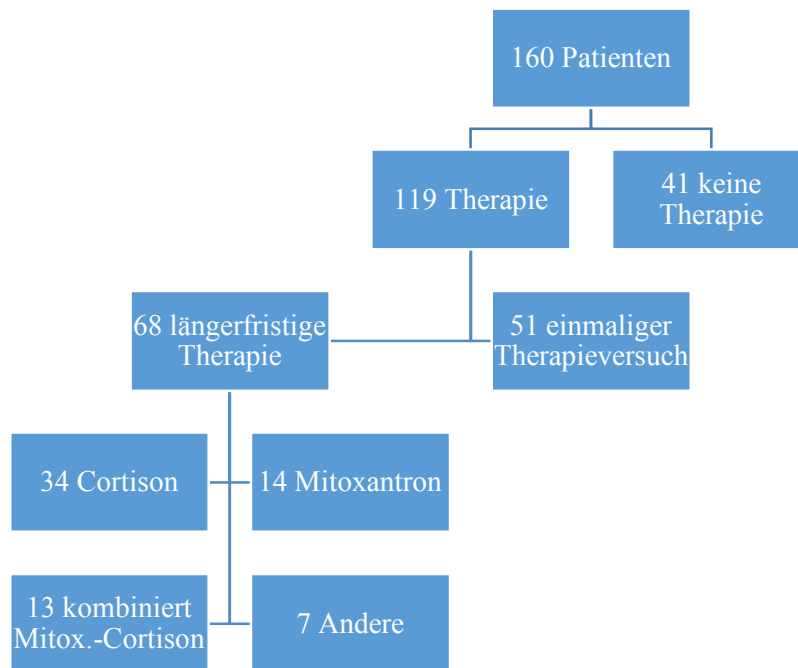 160 Patienten
119 Therapie
41 keine
Therapie
68 längerfristige
Therapie
51 einmaliger
Therapieversuch
34 Cortison
14 Mitoxantron
13 kombiniert
Mitox.-Cortison
7 Andere